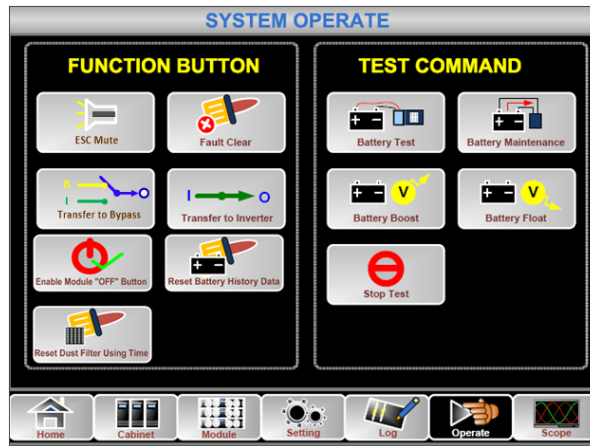 SYSTEM OPERATE
FUNCTION BUTTON
ESC Mute
Fault Clear
B
I
Transfer to Bypass
I O
Transfer to Inverter
Enable Module "OFF" Button
Reset Battery History Data
Reset Dust Filter Using Time
TEST COMMAND
Battery Test
Battery Maintenance
V
Battery Boost
V
Battery Float
Stop Test
Home
Cabinet
Module
Setting
Log
Operate
Scope